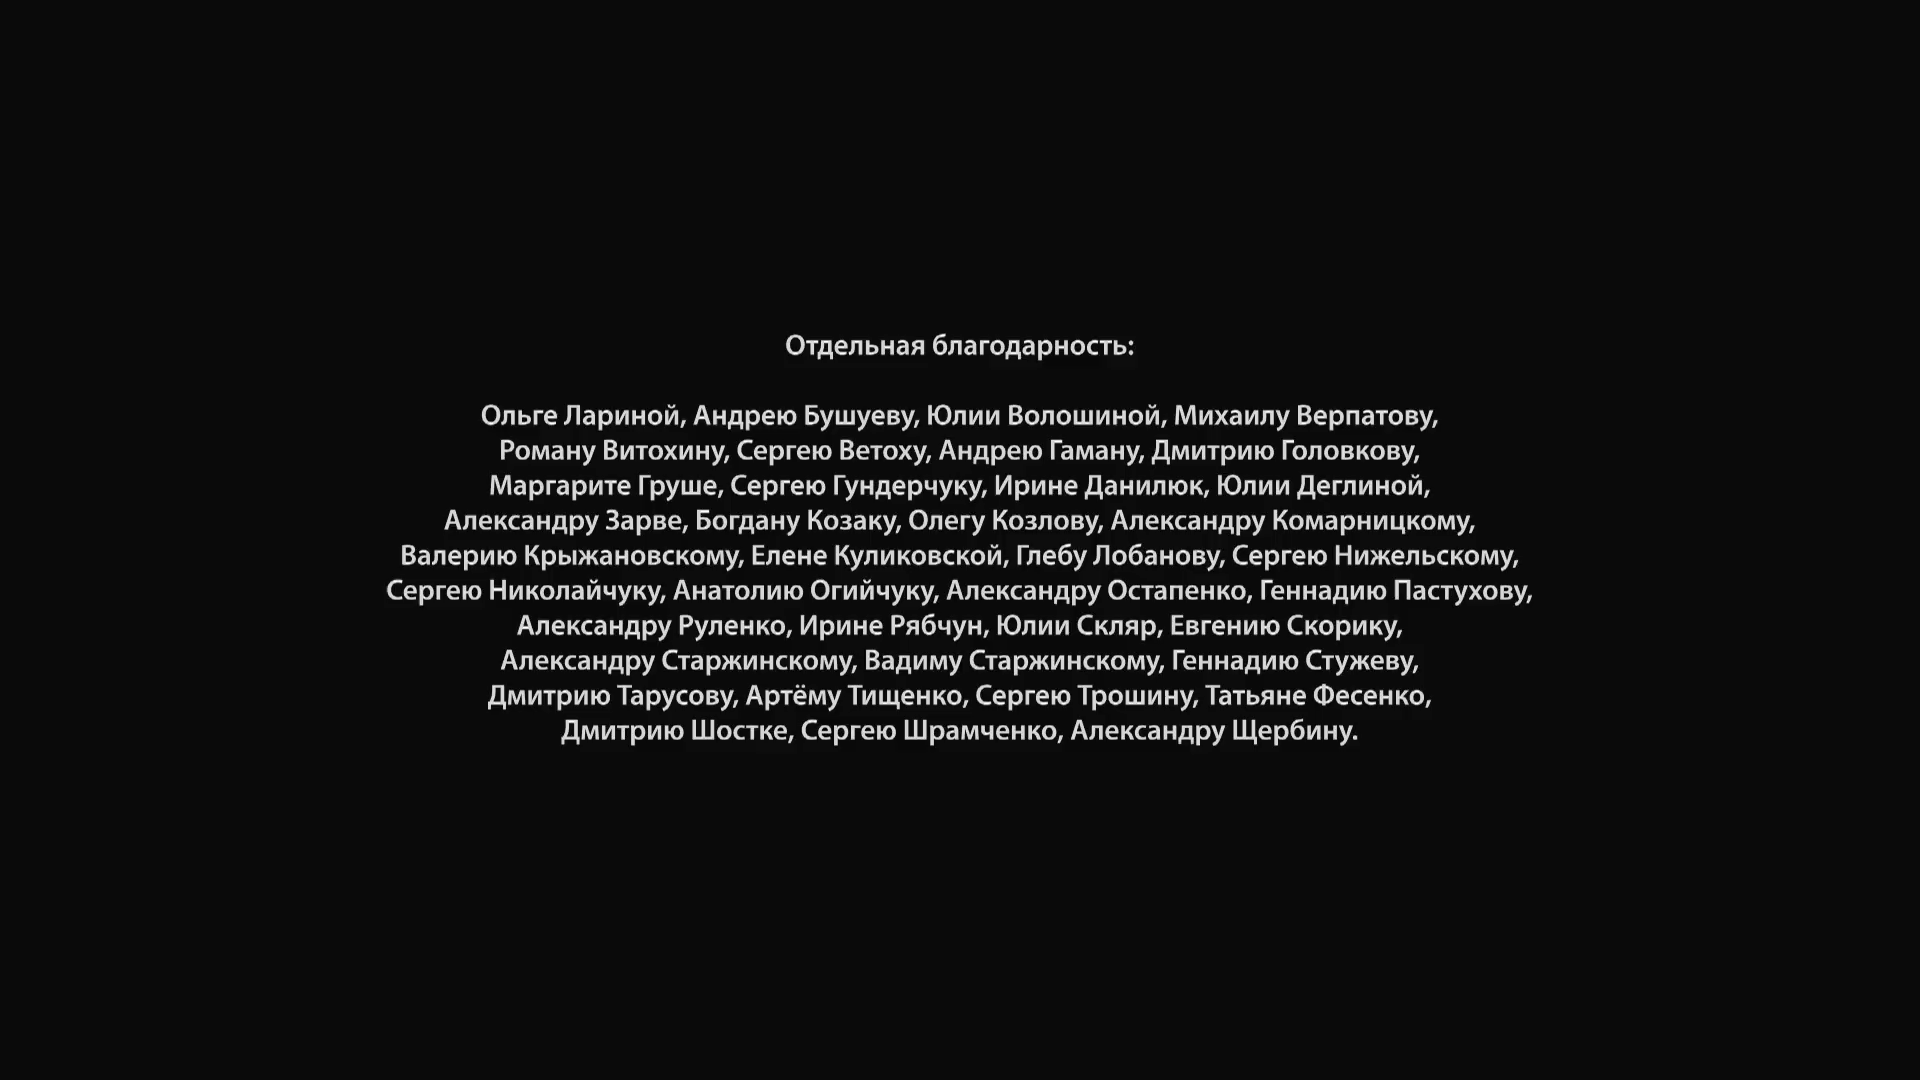 Отдельная благодарность:
Ольге Лариной, Андрею Бушуеву, Юлии Волошиной, Михаилу Верпатову,
Роману Витохину, Сергею Ветоху, Андрею Гаману, Дмитрию Головкову,
Маргарите Груше, Сергею Гундерчуку, Ирине Данилюк, Юлии Деглиной,
Александру Зарве, Богдану Козаку, Олегу Козлову, Александру Комарницкому,
Валерию Крыжановскому, Елене Куликовской, Глебу Лобанову, Сергею Нижельскому,
Сергею Николайчуку, Анатолию Огийчуку, Александру Остапенко, Геннадию Пастухову,
Александру Руленко, Ирине Рябчун, Юлии Скляр, Евгению Скорику,
Александру Старжинскому, Вадиму Старжинскому, Геннадию Стужеву,
Дмитрию Тарусову, Артёму Тищенко, Сергею Трошину, Татьяне Фесенко,
Дмитрию Шостке, Сергею Шрамченко, Александру Щербину.